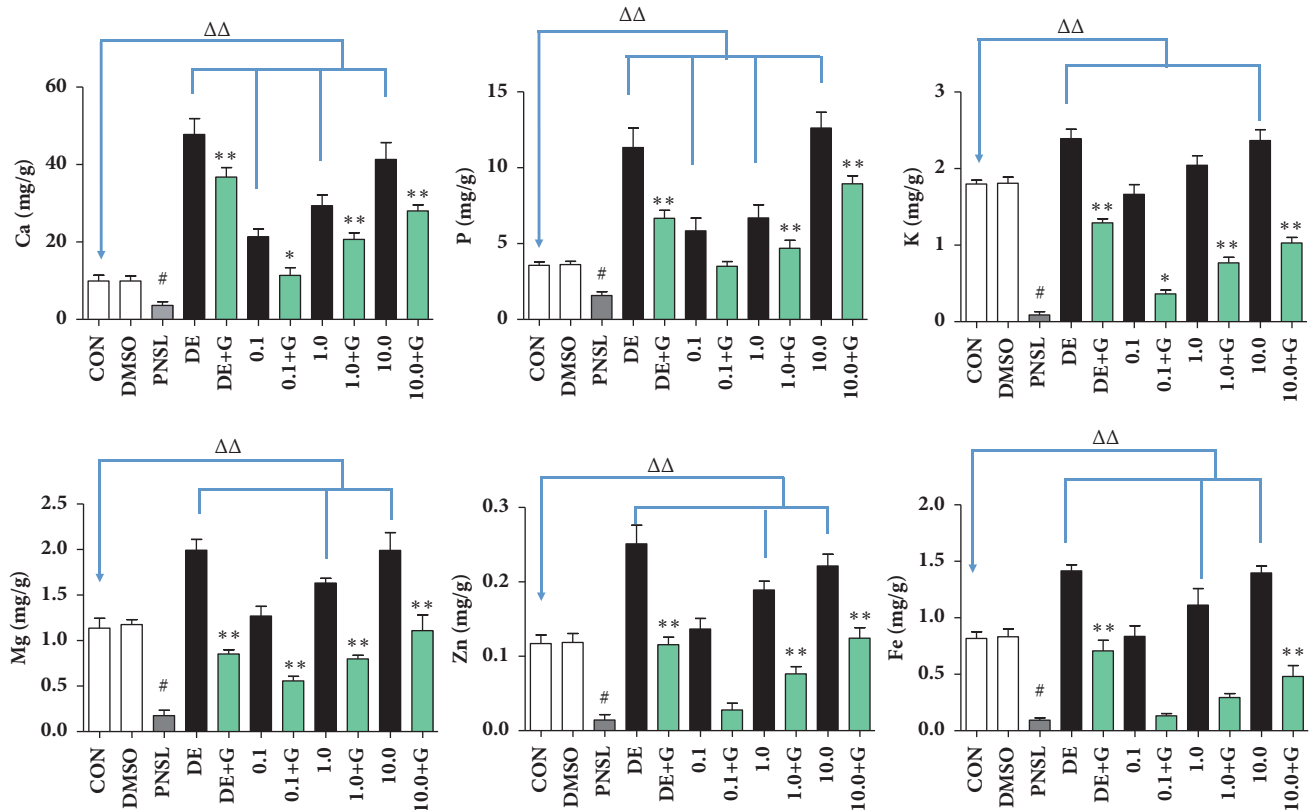 ΔΔ
Ca (mg/g)
60
40
20
0
**
*
**
**
#
CON
DMSO
PNSL
DE
DE+G
0.1
0.1+G
1.0
1.0+G
10.0
10.0+G
ΔΔ
P (mg/g)
15
10
5
0
**
**
**
#
CON
DMSO
PNSL
DE
DE+G
0.1
0.1+G
1.0
1.0+G
10.0
10.0+G
ΔΔ
K (mg/g)
3
2
1
0
**
*
**
**
#
CON
DMSO
PNSL
DE
DE+G
0.1
0.1+G
1.0
1.0+G
10.0
10.0+G
ΔΔ
Mg (mg/g)
2.5
2.0
1.5
1.0
0.5
0.0
**
**
**
**
#
CON
DMSO
PNSL
DE
DE+G
0.1
0.1+G
1.0
1.0+G
10.0
10.0+G
ΔΔ
Zn (mg/g)
0.3
0.2
0.1
0.0
**
**
**
#
CON
DMSO
PNSL
DE
DE+G
0.1
0.1+G
1.0
1.0+G
10.0
10.0+G
ΔΔ
Fe (mg/g)
2.0
1.5
1.0
0.5
0.0
**
**
#
CON
DMSO
PNSL
DE
DE+G
0.1
0.1+G
1.0
1.0+G
10.0
10.0+G